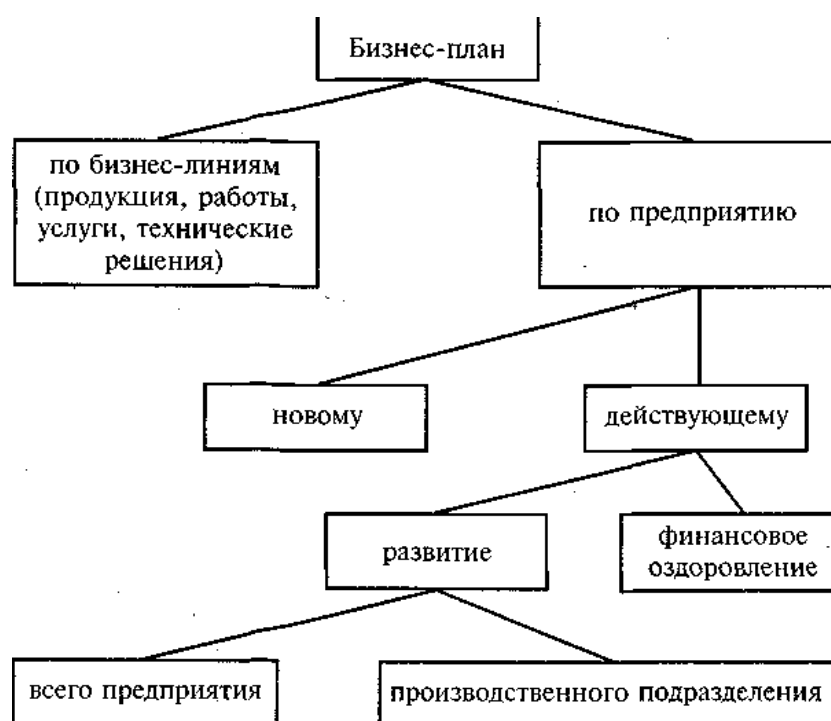 Бизнес-план
по бизнес-линиям
(продукция, работы,
услуги, технические
решения)
по предприятию
новому
действующему
развитие
финансовое
оздоровление
всего предприятия
производственного подразделения